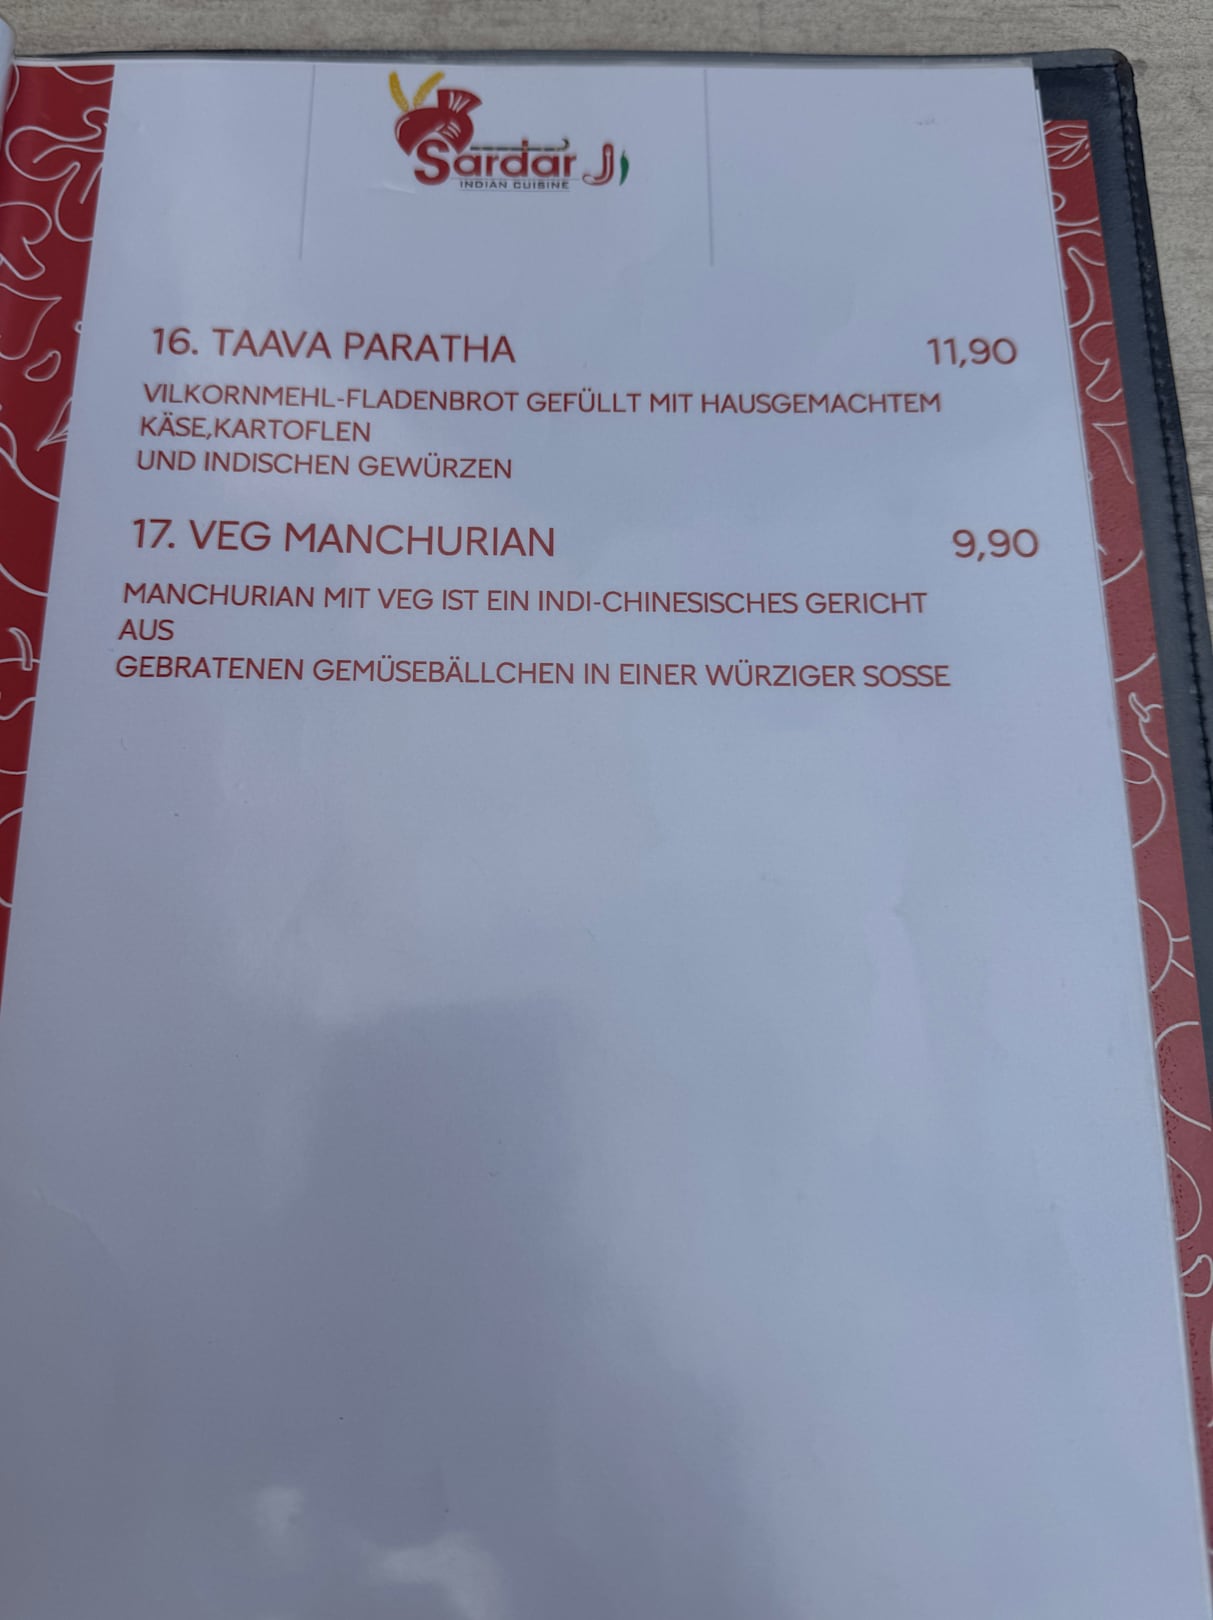 Sardar Ji
INDIAN CUISINE
16. TAAVA PARATHA 11,90
VILKORNMEHL-FLADENBROT GEFÜLLT MIT HAUSGEMACHTEM
KÄSE,KARTOFLEN
UND INDISCHEN GEWÜRZEN
17. VEG MANCHURIAN 9,90
MANCHURIAN MIT VEG IST EIN INDI-CHINESISCHES GERICHT
AUS
GEBRATENEN GEMÜSEBÄLLCHEN IN EINER WÜRZIGER SOSSE